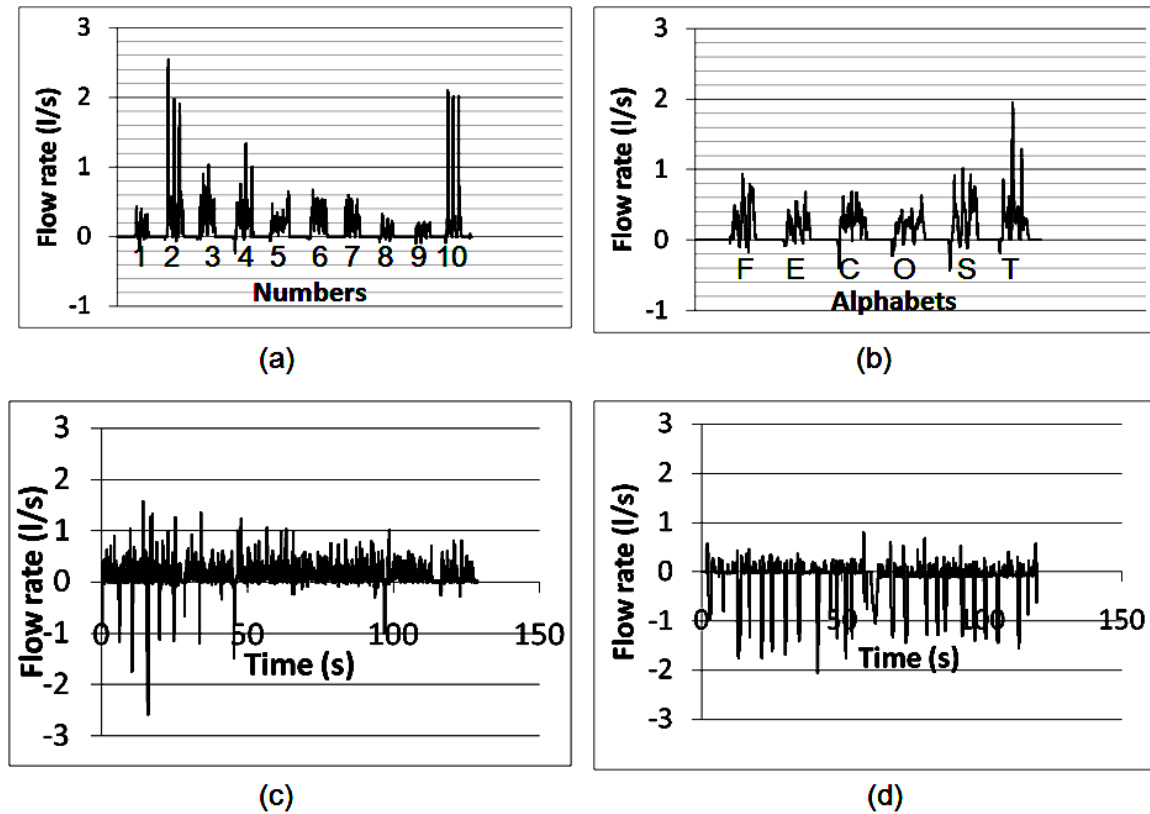 3
2
1
0
-1
Flow rate (l/s)
1 2 3 4 5 6 7 8 9 10
Numbers
(a)
3
2
1
0
-1
Flow rate (l/s)
F E C O S T
Alphabets
(b)
3
2
1
0
-1
-2
-3
Flow rate (l/s)
0 50 100 150
Time (s)
(c)
3
2
1
0
-1
-2
-3
Flow rate (l/s)
0 50 100 150
Time (s)
(d)